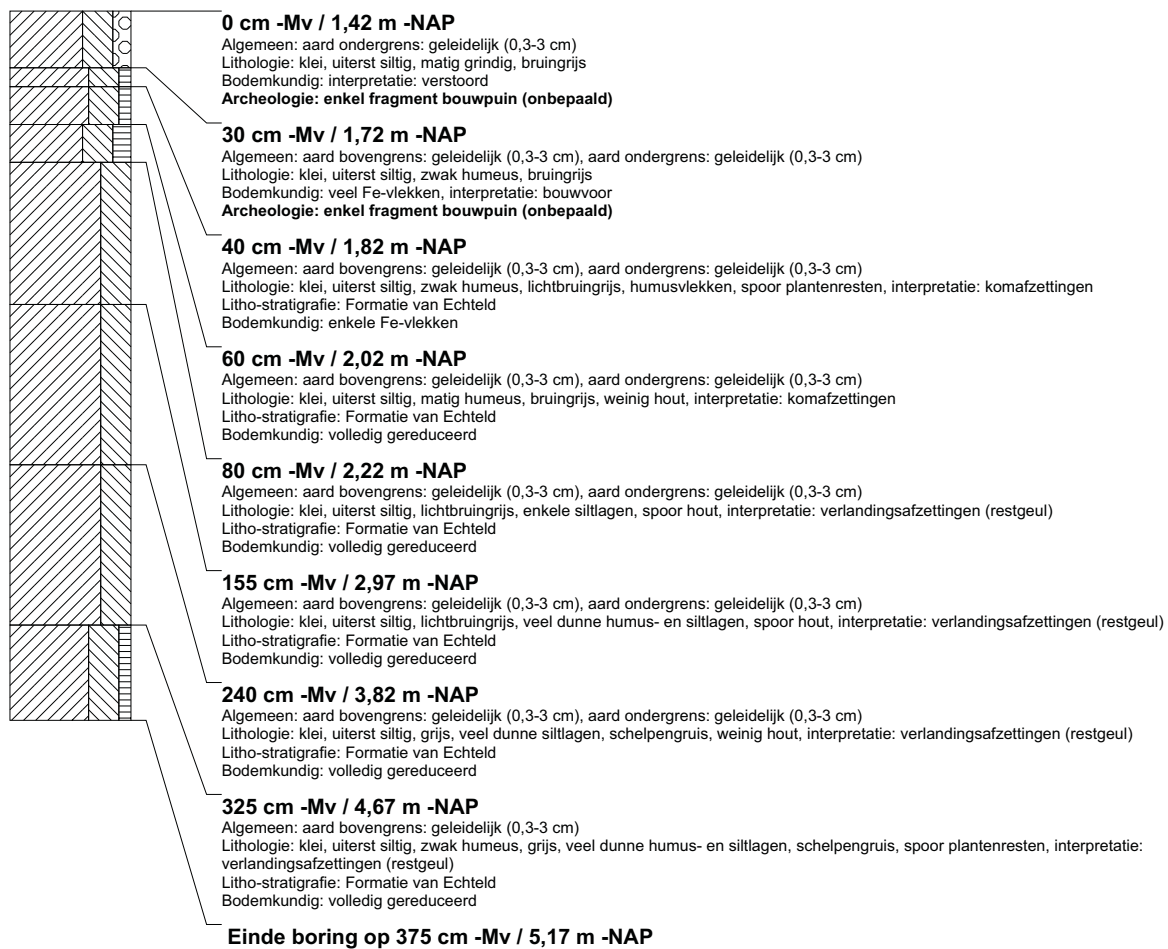 0 cm -Mv / 1,42 m -NAP
Algemeen: aard ondergrens: geleidelijk (0,3-3 cm)
Lithologie: klei, uiterst siltig, matig grindig, bruingrijs
Bodemkundig: interpretatie: verstoord
Archeologie: enkel fragment bouwpuin (onbepaald)
30 cm -Mv / 1,72 m -NAP
Algemeen: aard bovengrens: geleidelijk (0,3-3 cm), aard ondergrens: geleidelijk (0,3-3 cm)
Lithologie: klei, uiterst siltig, zwak humeus, bruingrijs
Bodemkundig: veel Fe-vlekken, interpretatie: bouwvoor
Archeologie: enkel fragment bouwpuin (onbepaald)
40 cm -Mv / 1,82 m -NAP
Algemeen: aard bovengrens: geleidelijk (0,3-3 cm), aard ondergrens: geleidelijk (0,3-3 cm)
Lithologie: klei, uiterst siltig, zwak humeus, lichtbruingrijs, humusvlekken, spoor plantenresten, interpretatie: komafzettingen
Litho-stratigrafie: Formatie van Echteld
Bodemkundig: enkele Fe-vlekken
60 cm -Mv / 2,02 m -NAP
Algemeen: aard bovengrens: geleidelijk (0,3-3 cm), aard ondergrens: geleidelijk (0,3-3 cm)
Lithologie: klei, uiterst siltig, matig humeus, bruingrijs, weinig hout, interpretatie: komafzettingen
Litho-stratigrafie: Formatie van Echteld
Bodemkundig: volledig gereduceerd
80 cm -Mv / 2,22 m -NAP
Algemeen: aard bovengrens: geleidelijk (0,3-3 cm), aard ondergrens: geleidelijk (0,3-3 cm)
Lithologie: klei, uiterst siltig, lichtbruingrijs, enkele siltlagen, spoor hout, interpretatie: verlandingsafzettingen (restgeul)
Litho-stratigrafie: Formatie van Echteld
Bodemkundig: volledig gereduceerd
155 cm -Mv / 2,97 m -NAP
Algemeen: aard bovengrens: geleidelijk (0,3-3 cm), aard ondergrens: geleidelijk (0,3-3 cm)
Lithologie: klei, uiterst siltig, lichtbruingrijs, veel dunne humus- en siltlagen, spoor hout, interpretatie: verlandingsafzettingen (restgeul)
Litho-stratigrafie: Formatie van Echteld
Bodemkundig: volledig gereduceerd
240 cm -Mv / 3,82 m -NAP
Algemeen: aard bovengrens: geleidelijk (0,3-3 cm), aard ondergrens: geleidelijk (0,3-3 cm)
Lithologie: klei, uiterst siltig, grijs, veel dunne siltlagen, schelpengruis, weinig hout, interpretatie: verlandingsafzettingen (restgeul)
Litho-stratigrafie: Formatie van Echteld
Bodemkundig: volledig gereduceerd
325 cm -Mv / 4,67 m -NAP
Algemeen: aard bovengrens: geleidelijk (0,3-3 cm)
Lithologie: klei, uiterst siltig, zwak humeus, grijs, veel dunne humus- en siltlagen, schelpengruis, spoor plantenresten, interpretatie:
verlandingsafzettingen (restgeul)
Litho-stratigrafie: Formatie van Echteld
Bodemkundig: volledig gereduceerd
Einde boring op 375 cm -Mv / 5,17 m -NAP